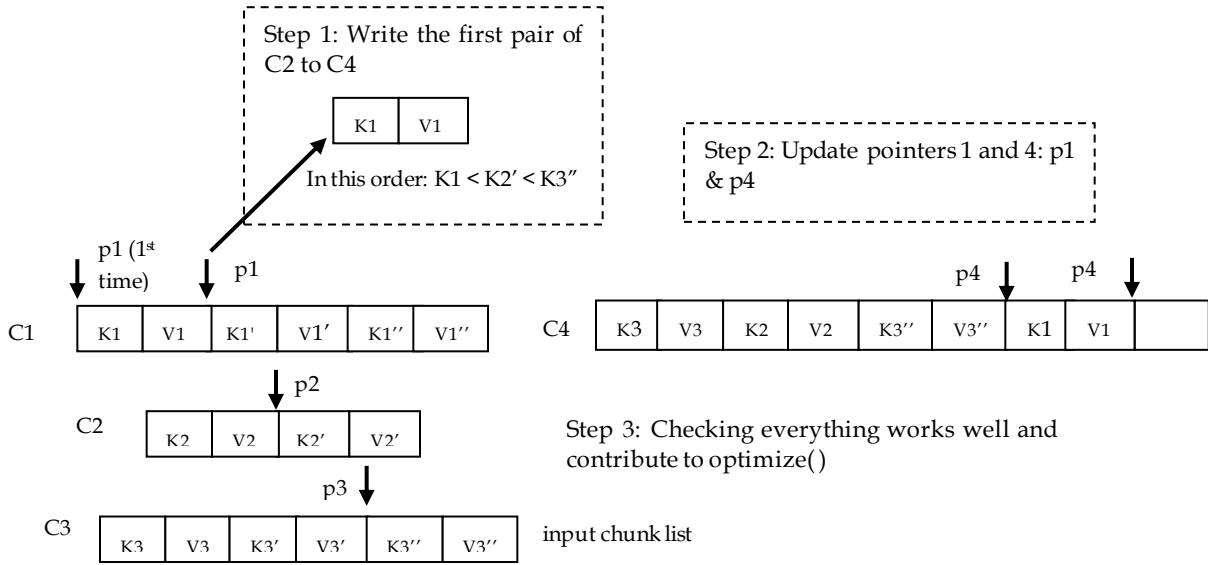 Step 1: Write the first pair of
C2 to C4
K1 V1
In this order: K1 < K2′ < K3″
Step 2: Update pointers 1 and 4: p1
& p4
p1 (1st
time)
p1
C1 K1 V1 K1' V1′ K1′′ V1′′
p4 p4
C4 K3 V3 K2 V2 K3′′ V3′′ K1 V1
p2
C2 K2 V2 K2′ V2′
Step 3: Checking everything works well and
contribute to optimize()
p3
C3 K3 V3 K3′ V3′ K3′′ V3′′
input chunk list